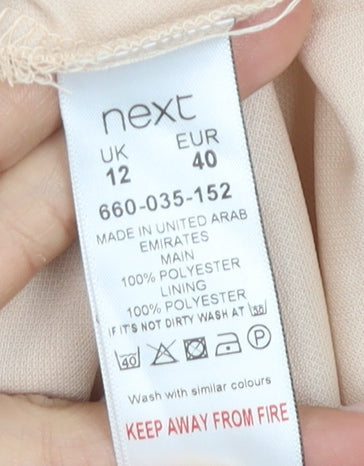 next
UK EUR
12 40
660-035-152
MADE IN UNITED ARAB
EMIRATES
MAIN
100% POLYESTER
LINING
100% POLYESTER
IF IT'S NOT DIRTY WASH AT 30
40 P
Wash with similar colours
KEEP AWAY FROM FIRE